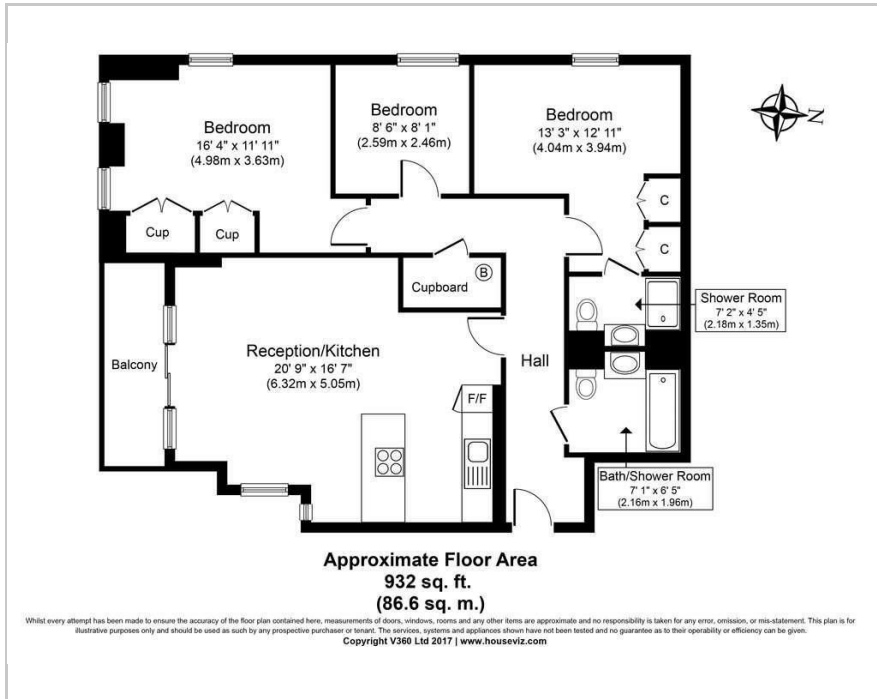 Bedroom
16' 4" x 11' 11"
(4.98m x 3.63m)
Bedroom
8' 6" x 8' 1"
(2.59m x 2.46m)
Bedroom
13' 3" x 12' 11"
(4.04m x 3.94m)
N
C
C
Cup
Cup
Cupboard
B
Shower Room
7' 2" x 4' 5"
(2.18m x 1.35m)
Balcony
Reception/Kitchen
20' 9" x 16' 7"
(6.32m x 5.05m)
Hall
F/F
Bath/Shower Room
7' 1" x 6' 5"
(2.16m x 1.96m)
Approximate Floor Area
932 sq. ft.
(86.6 sq. m.)
Whilst every attempt has been made to ensure the accuracy of the floor plan contained here, measurements of doors, windows, rooms and any other items are approximate and no responsibility is taken for any error, omission, or mis-statement. This plan is for
illustrative purposes only and should be used as such by any prospective purchaser or tenant. The services, systems and appliances shown have not been tested and no guarantee as to their operability or efficiency can be given.
Copyright V360 Ltd 2017 | www.houseviz.com